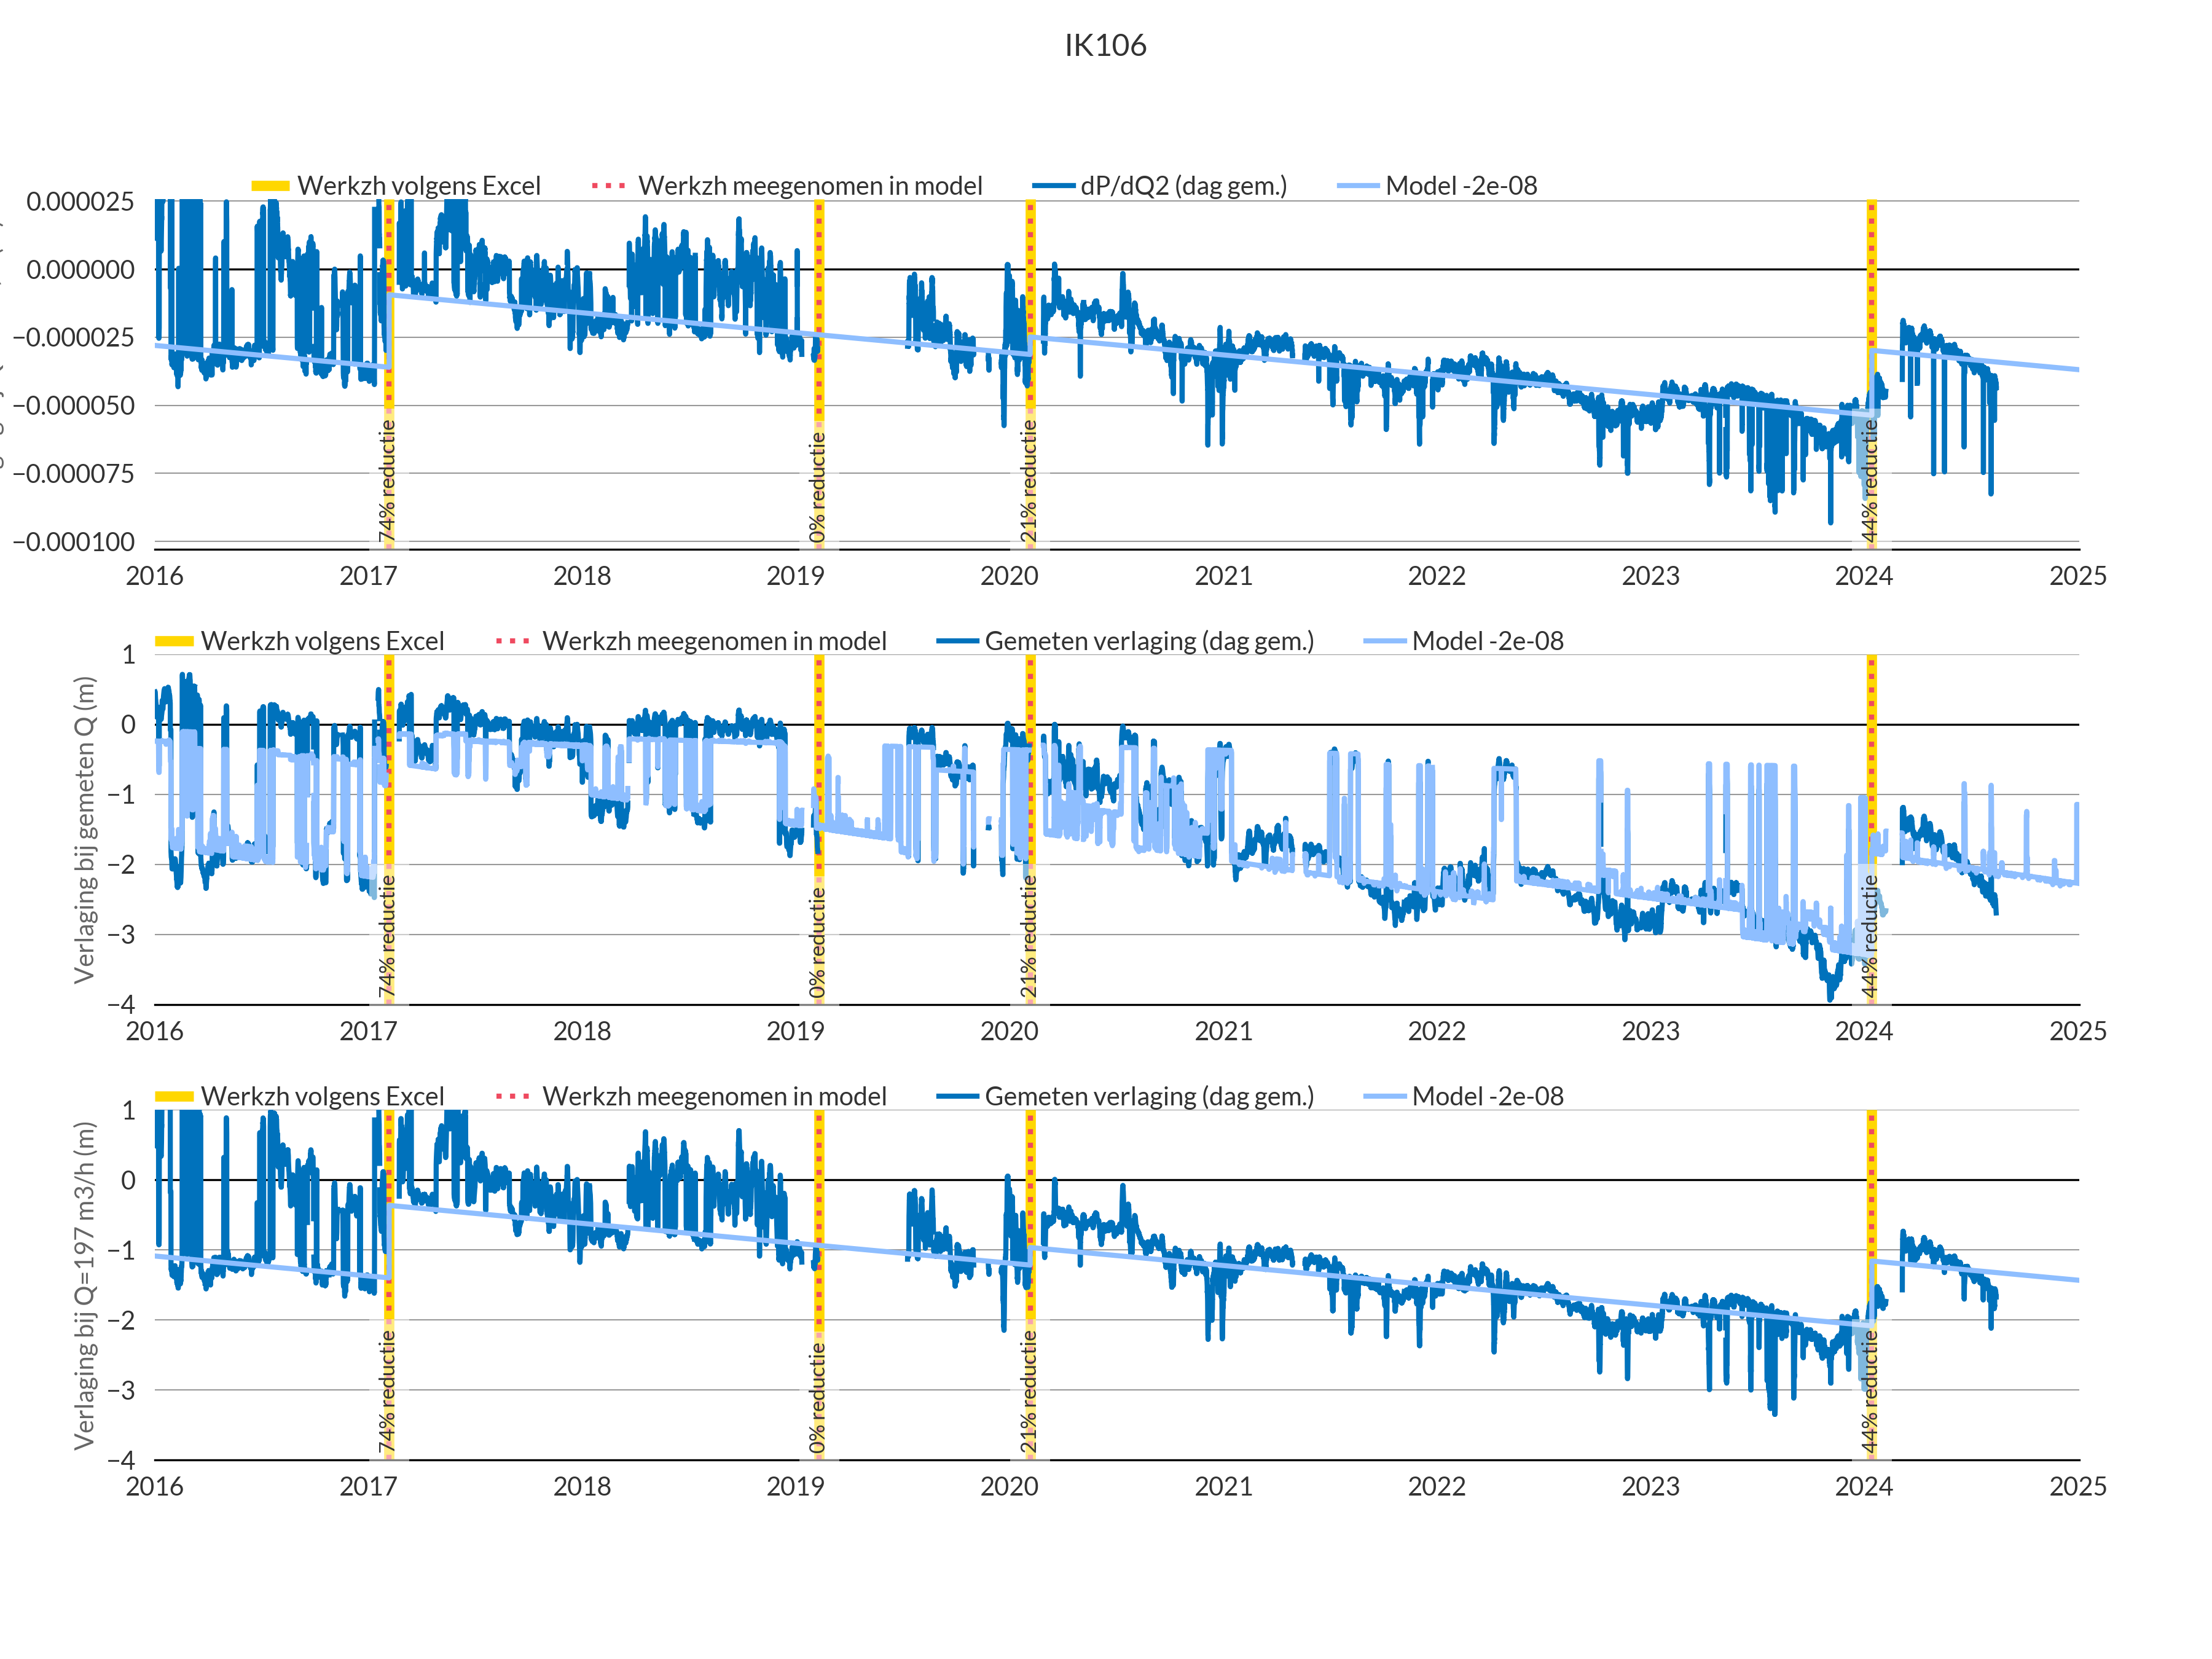 IK106
Werkzh volgens Excel Werkzh meegenomen in model dP/dQ2 (dag gem.) Model -2e-08
0.000025
0.000000
−0.000025
−0.000050
−0.000075
−0.000100
74% reductie 0% reductie 21% reductie 44% reductie
2016 2017 2018 2019 2020 2021 2022 2023 2024 2025
Werkzh volgens Excel Werkzh meegenomen in model Gemeten verlaging (dag gem.) Model -2e-08
Verlaging bij gemeten Q (m)
1
0
−1
−2
−3
−4
74% reductie 0% reductie 21% reductie 44% reductie
2016 2017 2018 2019 2020 2021 2022 2023 2024 2025
Werkzh volgens Excel Werkzh meegenomen in model Gemeten verlaging (dag gem.) Model -2e-08
Verlaging bij Q=197 m3/h (m)
1
0
−1
−2
−3
−4
74% reductie 0% reductie 21% reductie 44% reductie
2016 2017 2018 2019 2020 2021 2022 2023 2024 2025